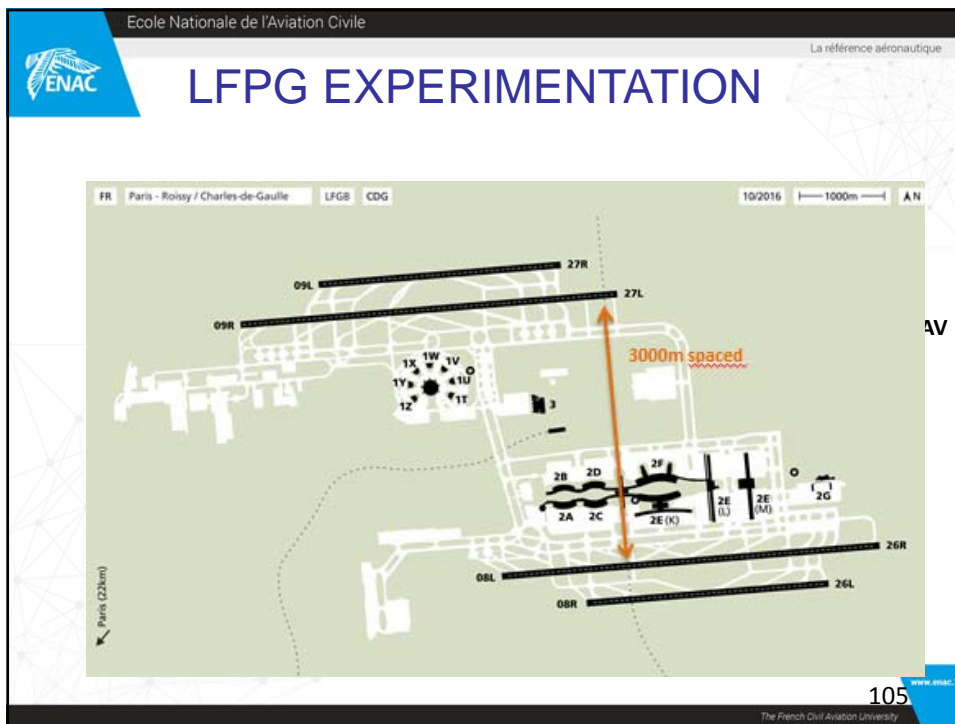 Ecole Nationale de l'Aviation Civile
La référence aéronautique
ENAC
LFPG EXPERIMENTATION
FR Paris - Roissy / Charles-de-Gaulle LFGB CDG 10/2016 1000m N
27R
09L
27L
09R
AV
3000m spaced
1W
1X 1V
1Y 1U
1Z 1T
3
2B 2D 2F
2A 2C 2E (K) 2E (L) 2E (M) 2G
26R
08L
26L
08R
Paris (22km)
www.enac.
105
The French Civil Aviation University